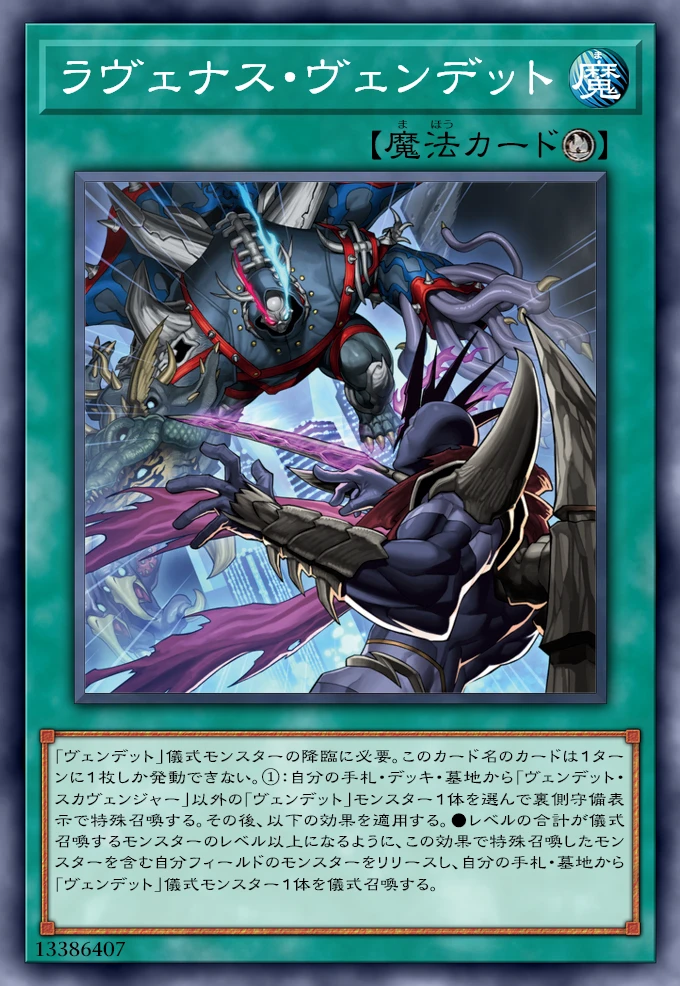 ラヴェナス・ヴェンデット 魔
【魔法カード】
「ヴェンデット」儀式モンスターの降臨に必要。このカード名のカードは1ター
ンに1枚しか発動できない。①:自分の手札・デッキ・墓地から「ヴェンデット・
スカヴェンジャー」以外の「ヴェンデット」モンスター1体を選んで裏側守備表
示で特殊召喚する。その後、以下の効果を適用する。●レベルの合計が儀式
召喚するモンスターのレベル以上になるように、この効果で特殊召喚したモン
スターを含む自分フィールドのモンスターをリリースし、自分の手札・墓地から
「ヴェンデット」儀式モンスター1体を儀式召喚する。
13386407